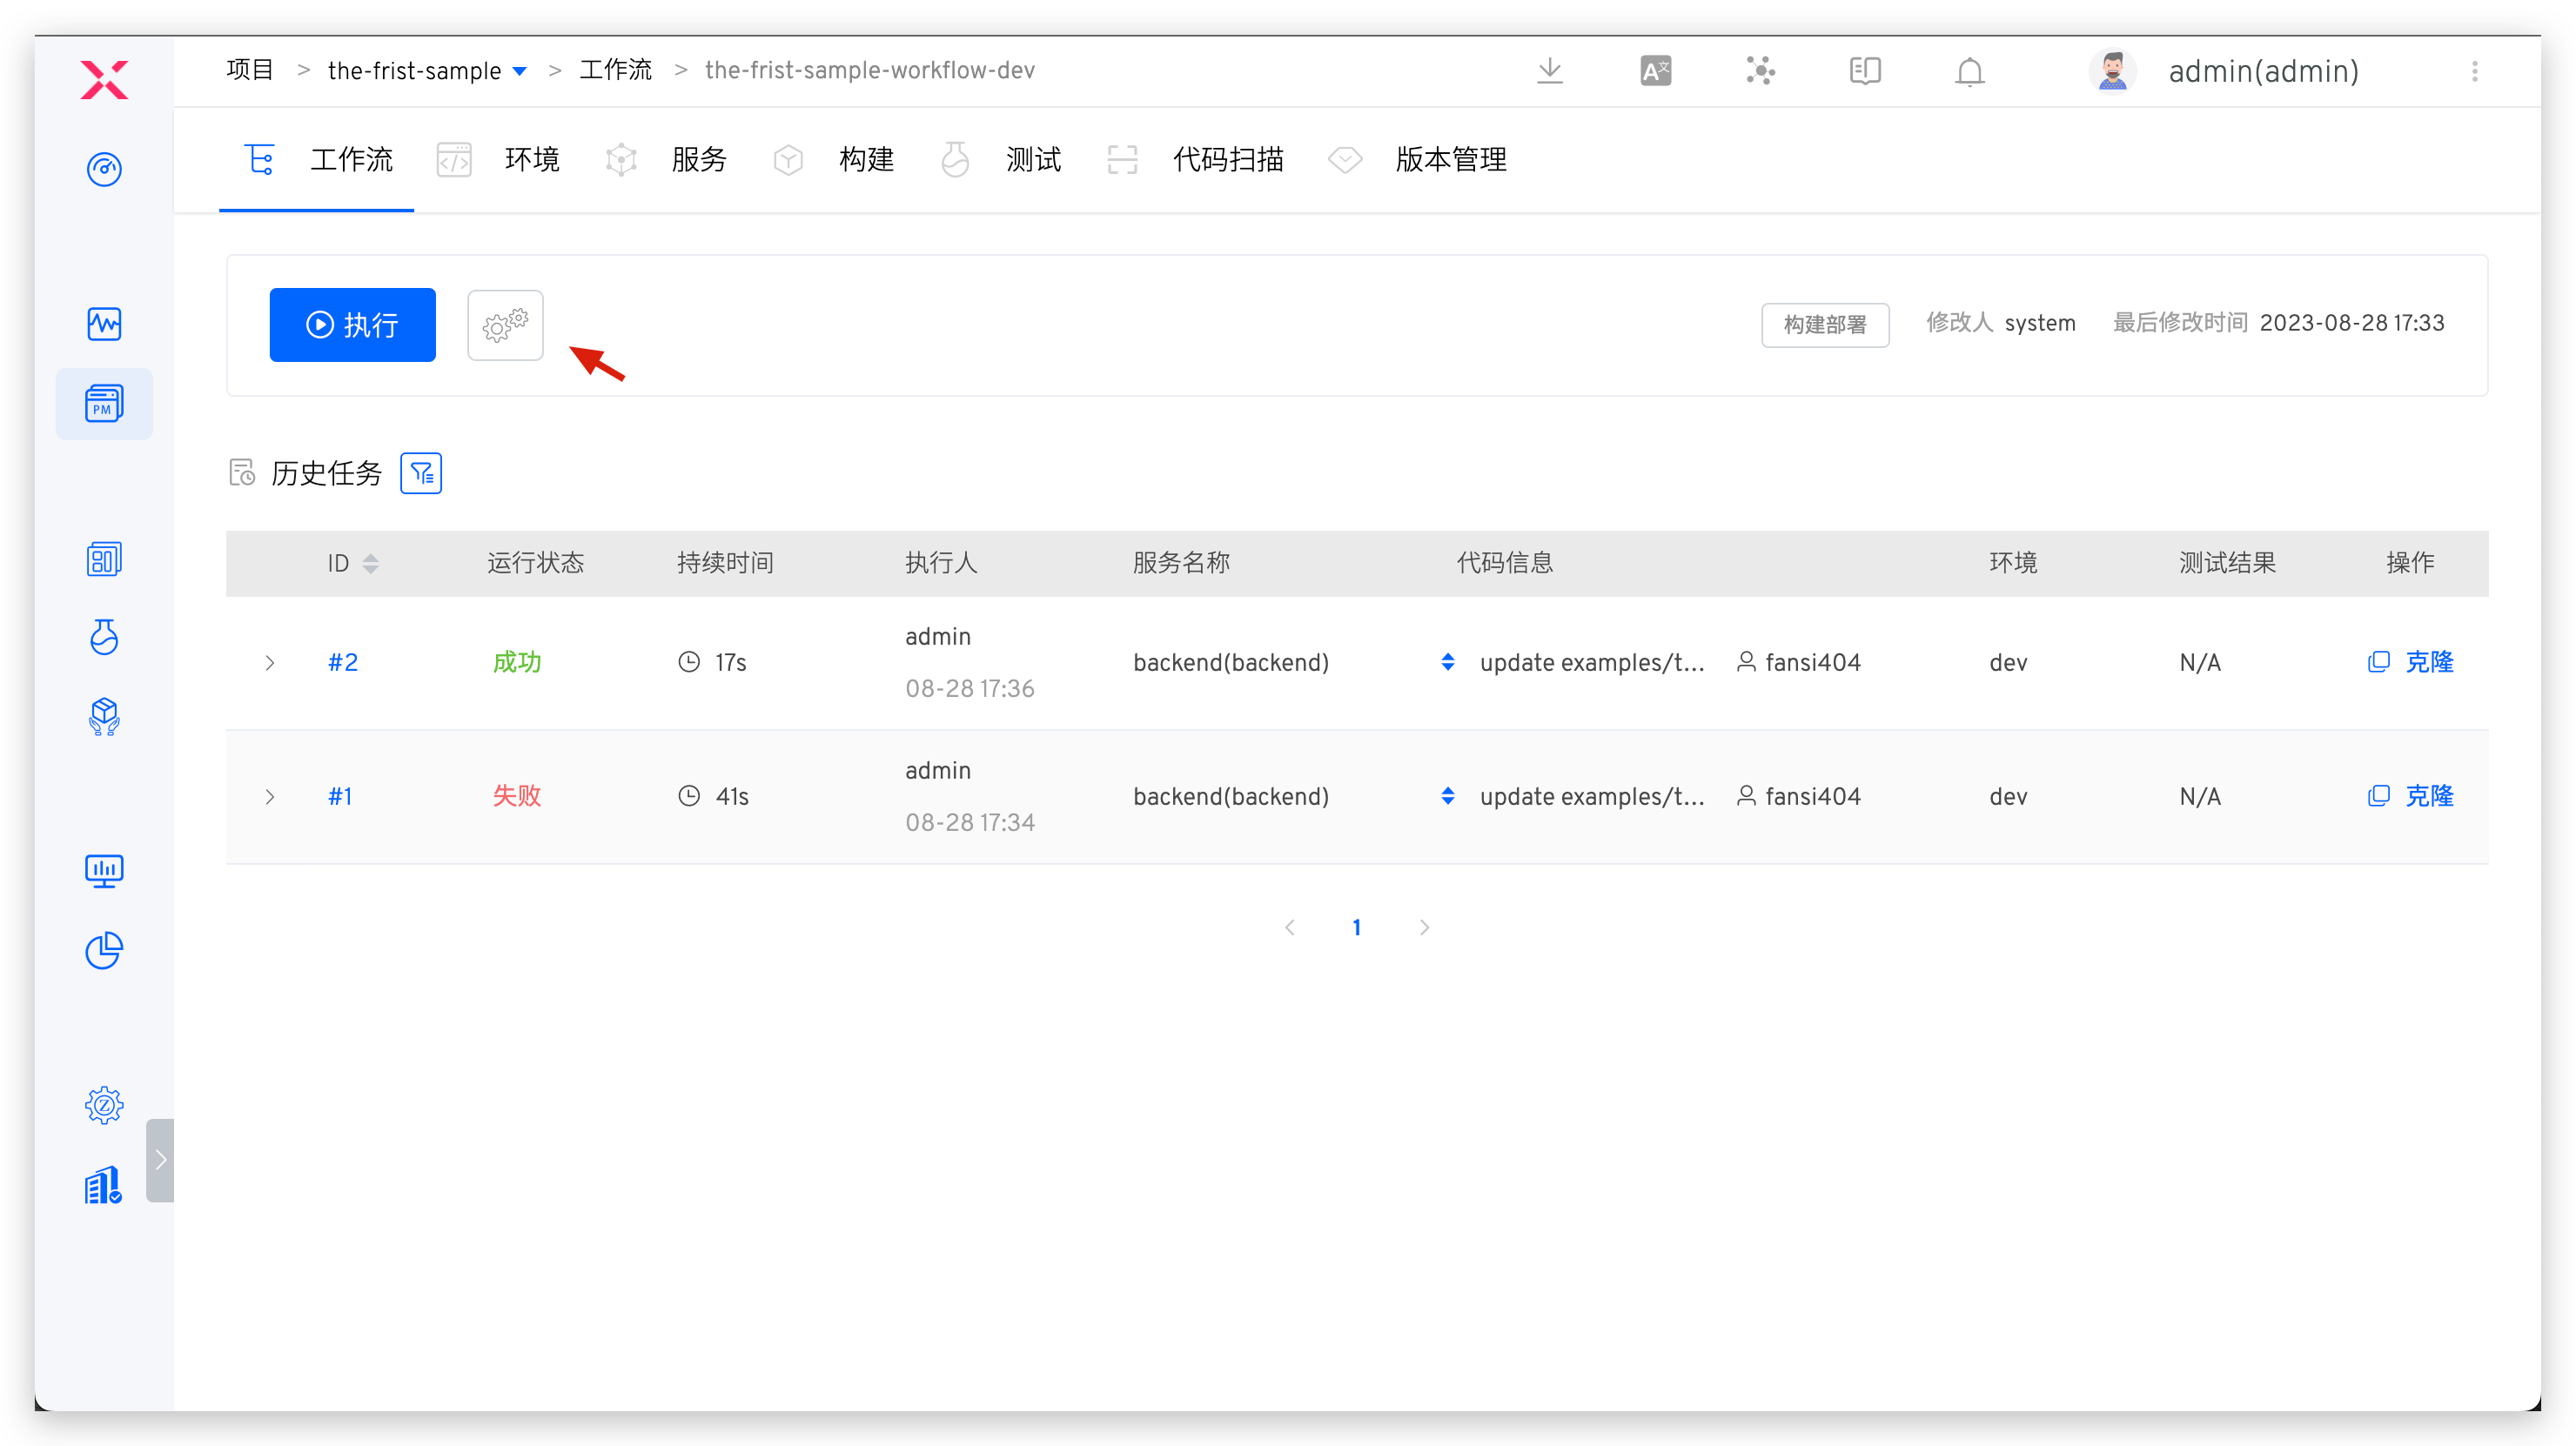 项目 > the-frist-sample > 工作流 > the-frist-sample-workflow-dev
A文
admin(admin)
工作流 环境 服务 构建 测试 代码扫描 版本管理
PM
执行
构建部署 修改人 system 最后修改时间 2023-08-28 17:33
历史任务
ID 运行状态 持续时间 执行人 服务名称 代码信息 环境 测试结果 操作
#2 成功 17s admin 08-28 17:36 backend(backend) update examples/t... fansi404 dev N/A 克隆
#1 失败 41s admin 08-28 17:34 backend(backend) update examples/t... fansi404 dev N/A 克隆
< 1 >
Z